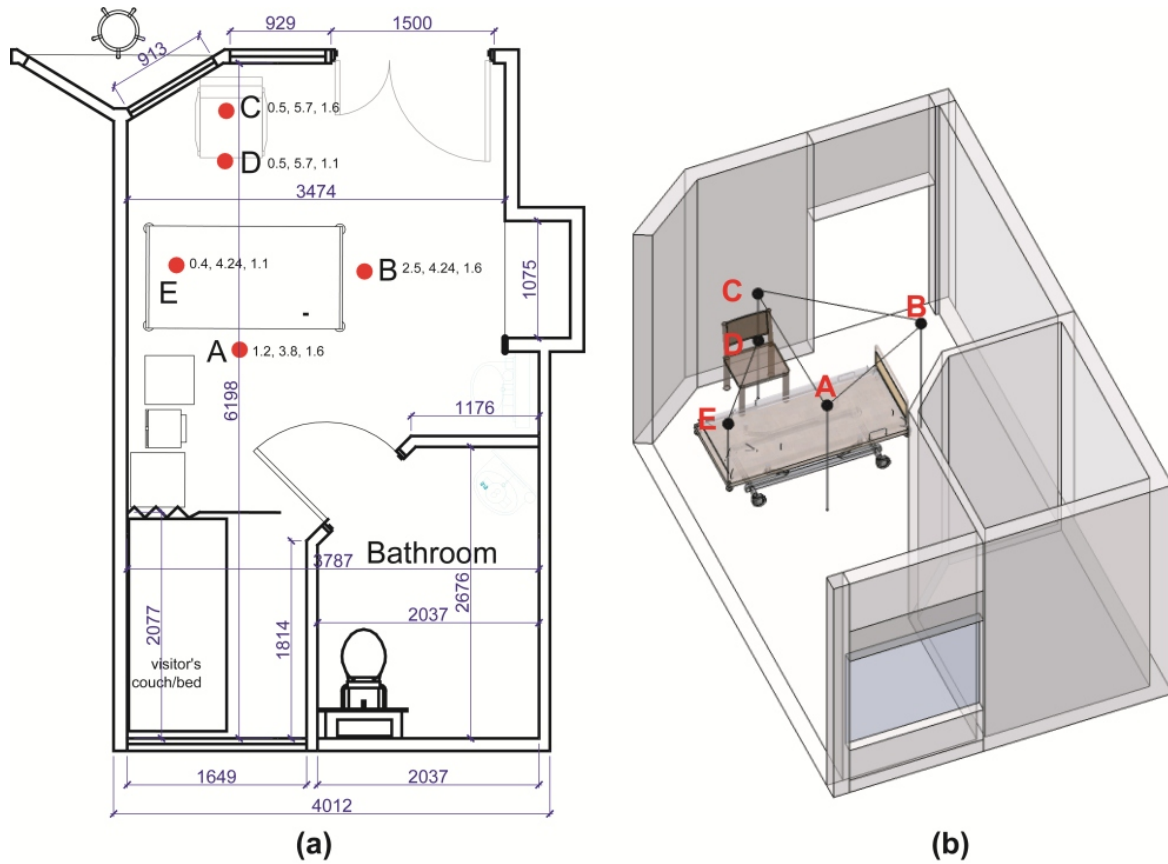 929
1500
913
C 0.5, 5.7, 1.6
D 0.5, 5.7, 1.1
3474
E 0.4, 4.24, 1.1
B 2.5, 4.24, 1.6
1075
A 1.2, 3.8, 1.6
6198
1176
Bathroom
3787
2676
2077
1814
2037
visitor's
couch/bed
1649
2037
4012
(a)
C
B
D
A
E
(b)